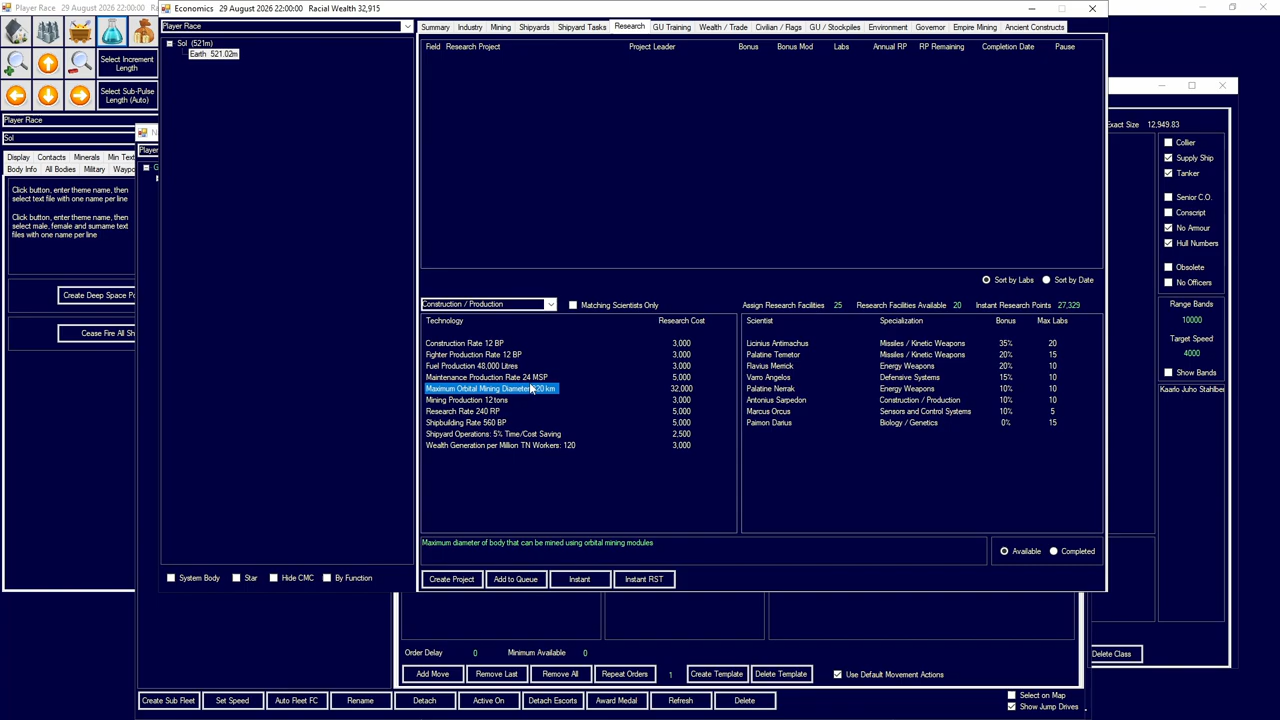 Player Race   29 August 2026 22:00:00   Ra
Economics   29 August 2026 22:00:00   Racial Wealth 32,915
Player Race
Summary Industry Mining Shipyards Shipyard Tasks Research GU Training Wealth / Trade Civilian / Flags GU / Stockpiles Environment Governor Empire Mining Ancient Constructs
Sol (521m)
Earth 521.02m
Field Research Project Project Leader Bonus Bonus Mod Labs Annual RP RP Remaining Completion Date Pause
Select Increment
Length
Select Sub-Pulse
Length (Auto)
Player Race
Sol
Display Contacts Minerals Min Text
Body Info All Bodies Military Waypo
Click button, enter theme name, then
select text file with one name per line
Click button, enter theme name, then
select male, female and surname text
files with one name per line
Create Deep Space Po
Cease Fire All Sh
N
Player
G
Exact Size 12,949.83
Collier
Supply Ship
Tanker
Senior C.O.
Conscript
No Armour
Hull Numbers
Obsolete
No Officers
Range Bands
10000
Target Speed
4000
Show Bands
Kaarlo Juho Stahlber
Delete Class
Sort by Labs Sort by Date
Construction / Production Matching Scientists Only Assign Research Facilities 25 Research Facilities Available 20 Instant Research Points 27,329
Technology Research Cost Scientist Specialization Bonus Max Labs
Construction Rate 12 BP 3,000 Licinius Antimachus Missiles / Kinetic Weapons 35% 20
Fighter Production Rate 12 BP 3,000 Palatine Temetor Missiles / Kinetic Weapons 20% 15
Fuel Production 48,000 Litres 3,000 Flavius Merrick Energy Weapons 20% 10
Maintenance Production Rate 24 MSP 5,000 Varro Angelos Defensive Systems 15% 10
Maximum Orbital Mining Diameter 20 km 32,000 Palatine Nerrak Energy Weapons 10% 10
Mining Production 12 tons 3,000 Antonius Sarpedon Construction / Production 10% 10
Research Rate 240 RP 5,000 Marcus Orcus Sensors and Control Systems 10% 5
Shipbuilding Rate 560 BP 5,000 Paimon Darius Biology / Genetics 0% 15
Shipyard Operations: 5% Time/Cost Saving 2,500
Wealth Generation per Million TN Workers: 120 3,000
Maximum diameter of body that can be mined using orbital mining modules
Available Completed
System Body Star Hide CMC By Function
Create Project Add to Queue Instant Instant RST
Order Delay 0 Minimum Available 0
Add Move Remove Last Remove All Repeat Orders 1 Create Template Delete Template Use Default Movement Actions
Create Sub Fleet Set Speed Auto Fleet FC Rename Detach Active On Detach Escorts Award Medal Refresh Delete
Select on Map
Show Jump Drives